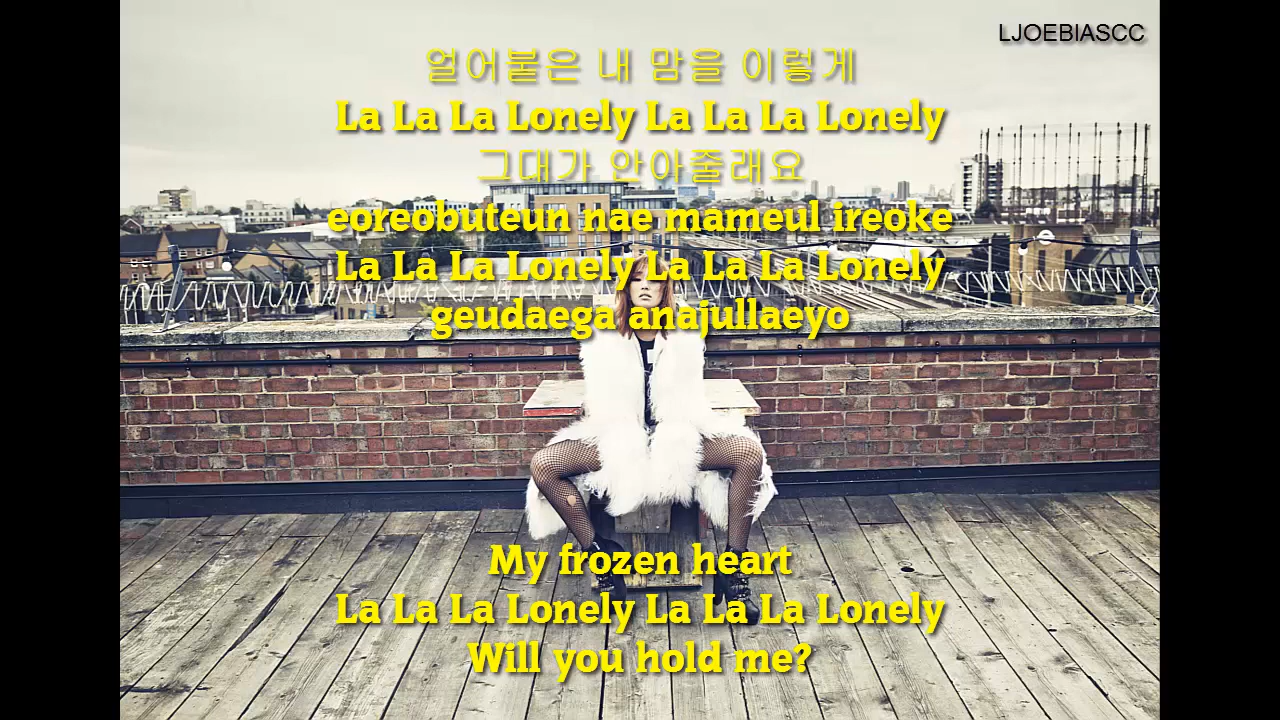 LJOEBIASCC
얼어붙은 내 맘을 이렇게
La La La Lonely La La La Lonely
그대가 안아줄래요
eoreobuteun nae mameul ireoke
La La La Lonely La La La Lonely
geudaega anajullaeyo
My frozen heart
La La La Lonely La La La Lonely
Will you hold me?